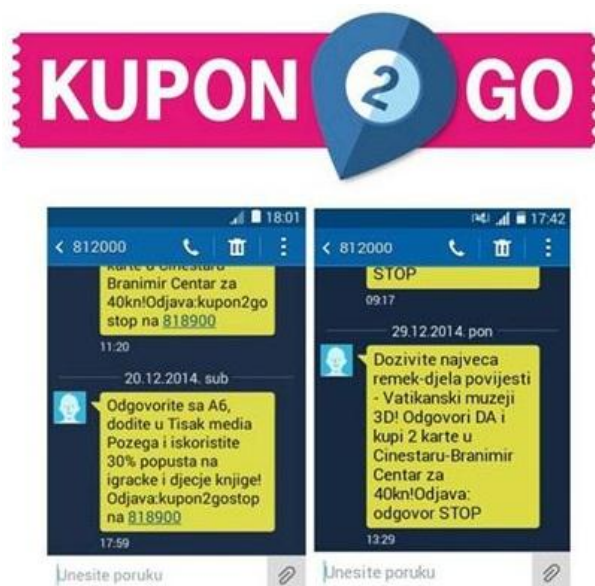 KUPON 2 GO
18:01
812000
karte u Cinestaru
Branimir Centar za
40kn!Odjava:kupon2go
stop na 818900
11:20
20.12.2014. sub
Odgovorite sa A6,
dodite u Tisak media
Pozega i iskoristite
30% popusta na
igracke i djecje knjige!
Odjava:kupon2gostop
na 818900
17:59
Unesite poruku
17:42
812000
STOP
09:17
29.12.2014. pon
Dozivite najveca
remek-djela povijesti
- Vatikanski muzeji
3D! Odgovori DA i
kupi 2 karte u
Cinestaru-Branimir
Centar za
40kn!Odjava:
odgovor STOP
13:29
Unesite poruku